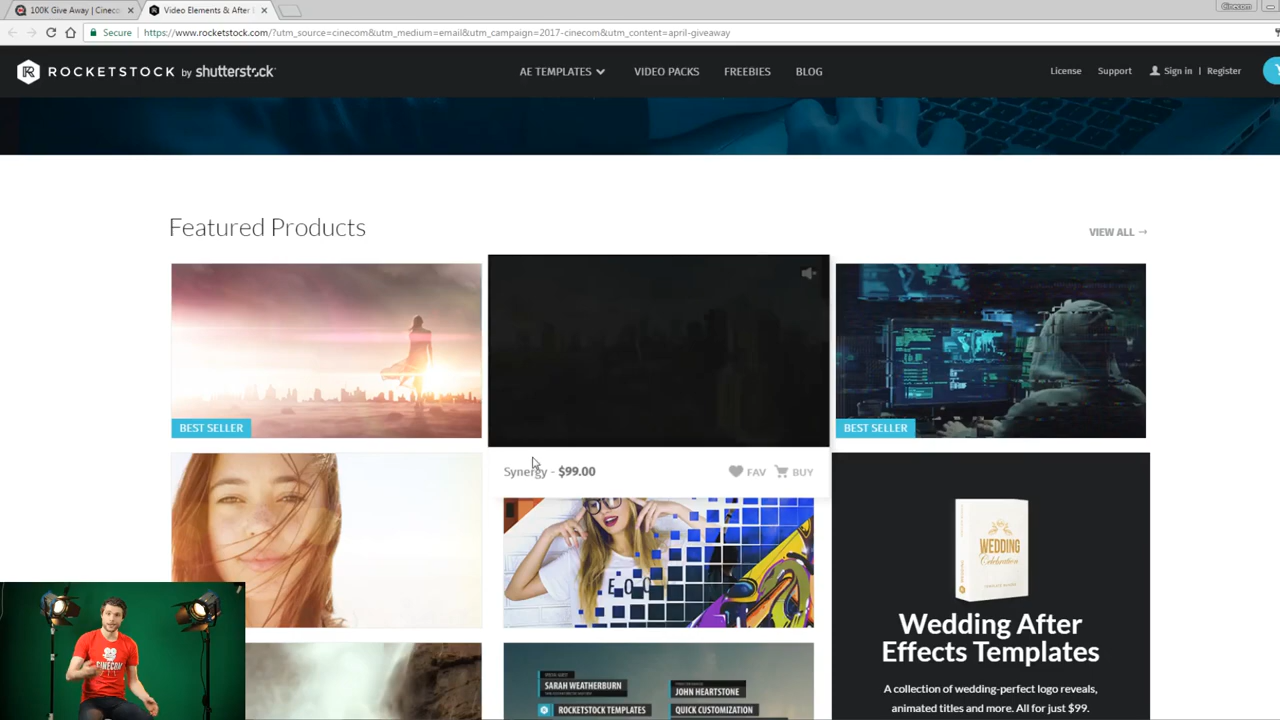 100K Give Away | Cineco
Video Elements & After
Cinecom
Secure
https://www.rocketstock.com/?utm_source=cinecom&utm_medium=email&utm_campaign=2017-cinecom&utm_content=april-giveaway
ROCKETSTOCK by shutterstock
AE TEMPLATES
VIDEO PACKS
FREEBIES
BLOG
License
Support
Sign in | Register
Featured Products
VIEW ALL →
BEST SELLER
BEST SELLER
Synergy - $99.00
FAV
BUY
WEDDING
Celebration
Wedding After
Effects Templates
A collection of wedding-perfect logo reveals,
animated titles and more. All for just $99.
SARAH WEATHERBURN
ROCKETSTOCK TEMPLATES
JOHN HEARTSTONE
QUICK CUSTOMIZATION
CINECOM